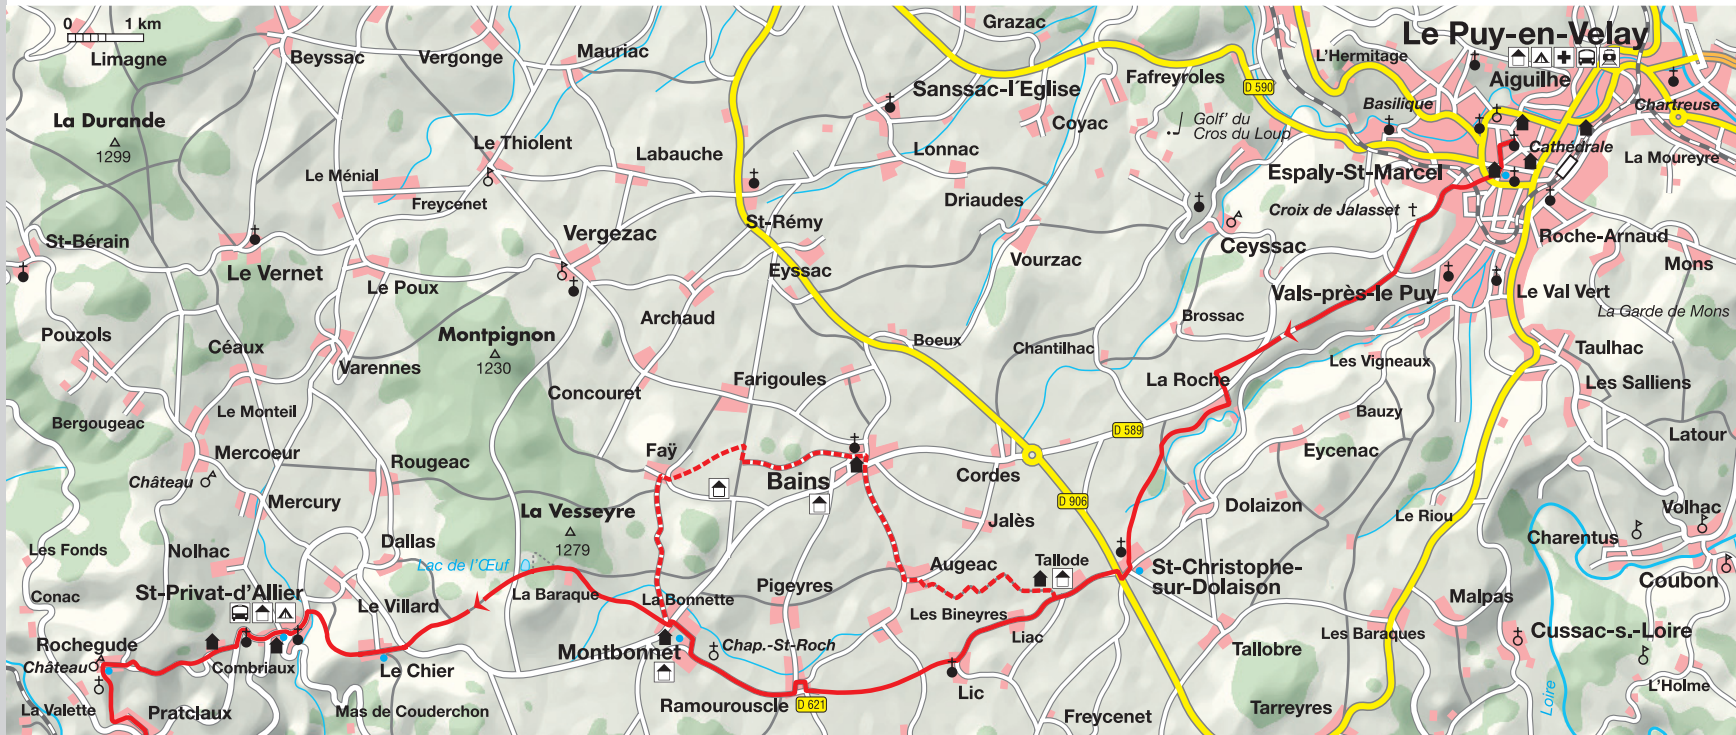 0 1 km
Limagne
Beyssac
Vergonge
Mauriac
Grazac
Le Puy-en-Velay
L'Hermitage
Aiguilhe
Fafreyroles
D 590
Sanssac-l'Eglise
Basilique
Chartreuse
La Durande
1299
Coyac
Golf' du
Cros du Loup
Le Thiolent
Labauche
Lonnac
Cathédrale
La Moureyre
Le Ménial
Freycenet
Driaudes
Espaly-St-Marcel
Croix de Jalasset
St-Bérain
Vergezac
St-Rémy
Ceyssac
Roche-Arnaud
Le Vernet
Le Poux
Eyssac
Vourzac
Mons
Vals-près-le Puy
Le Val Vert
Archaud
Brossac
La Garde de Mons
Pouzols
Céaux
Montpignon
1230
Boeux
Chantilhac
Taulhac
Varennes
Les Vigneaux
Concouret
Farigoules
La Roche
Les Salliens
Bergougeac
Le Monteil
Bauzy
D 589
Latour
Mercoeur
Rougeac
Faÿ
Eycenac
Château
Bains
Cordes
Mercury
D 906
Dolaizon
Volhac
La Vesseyre
1279
Jalès
Le Riou
Les Fonds
Nolhac
Dallas
Charentus
Lac de l'Œuf
Augeac
Tallode
St-Christophe-
sur-Dolaison
Coubon
Conac
St-Privat-d'Allier
Le Villard
La Baraque
La Bonnette
Pigeyres
Les Bineyres
Malpas
Rochegude
Liac
Les Baraques
Cussac-s.-Loire
Château
Combriaux
Le Chier
Montbonnet
Chap.-St-Roch
Tallobre
Lic
L'Holme
La Valette
Pratclaux
Mas de Couderchon
Ramourouscle
D 621
Freycenet
Tarreyres
Loire